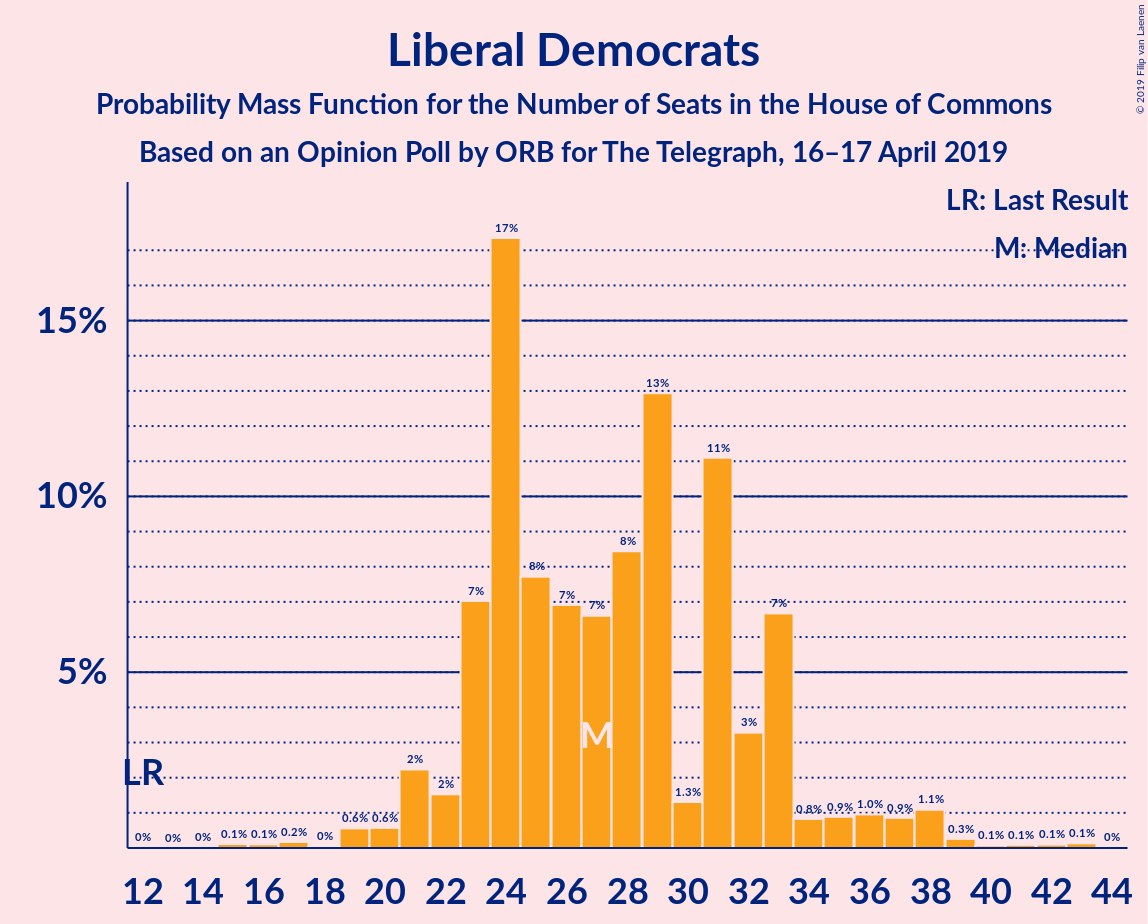 © 2019 Filip van Laenen
Liberal Democrats
Probability Mass Function for the Number of Seats in the House of Commons
Based on an Opinion Poll by ORB for The Telegraph, 16–17 April 2019
LR: Last Result
M: Median
15%
10%
5%
LR
M
0% 0% 0% 0.1% 0.1% 0.2% 0% 0.6% 0.6% 2% 2% 7% 17% 8% 7% 7% 8% 13% 1.3% 11% 3% 7% 0.8% 0.9% 1.0% 0.9% 1.1% 0.3% 0.1% 0.1% 0.1% 0.1% 0%
12 14 16 18 20 22 24 26 28 30 32 34 36 38 40 42 44